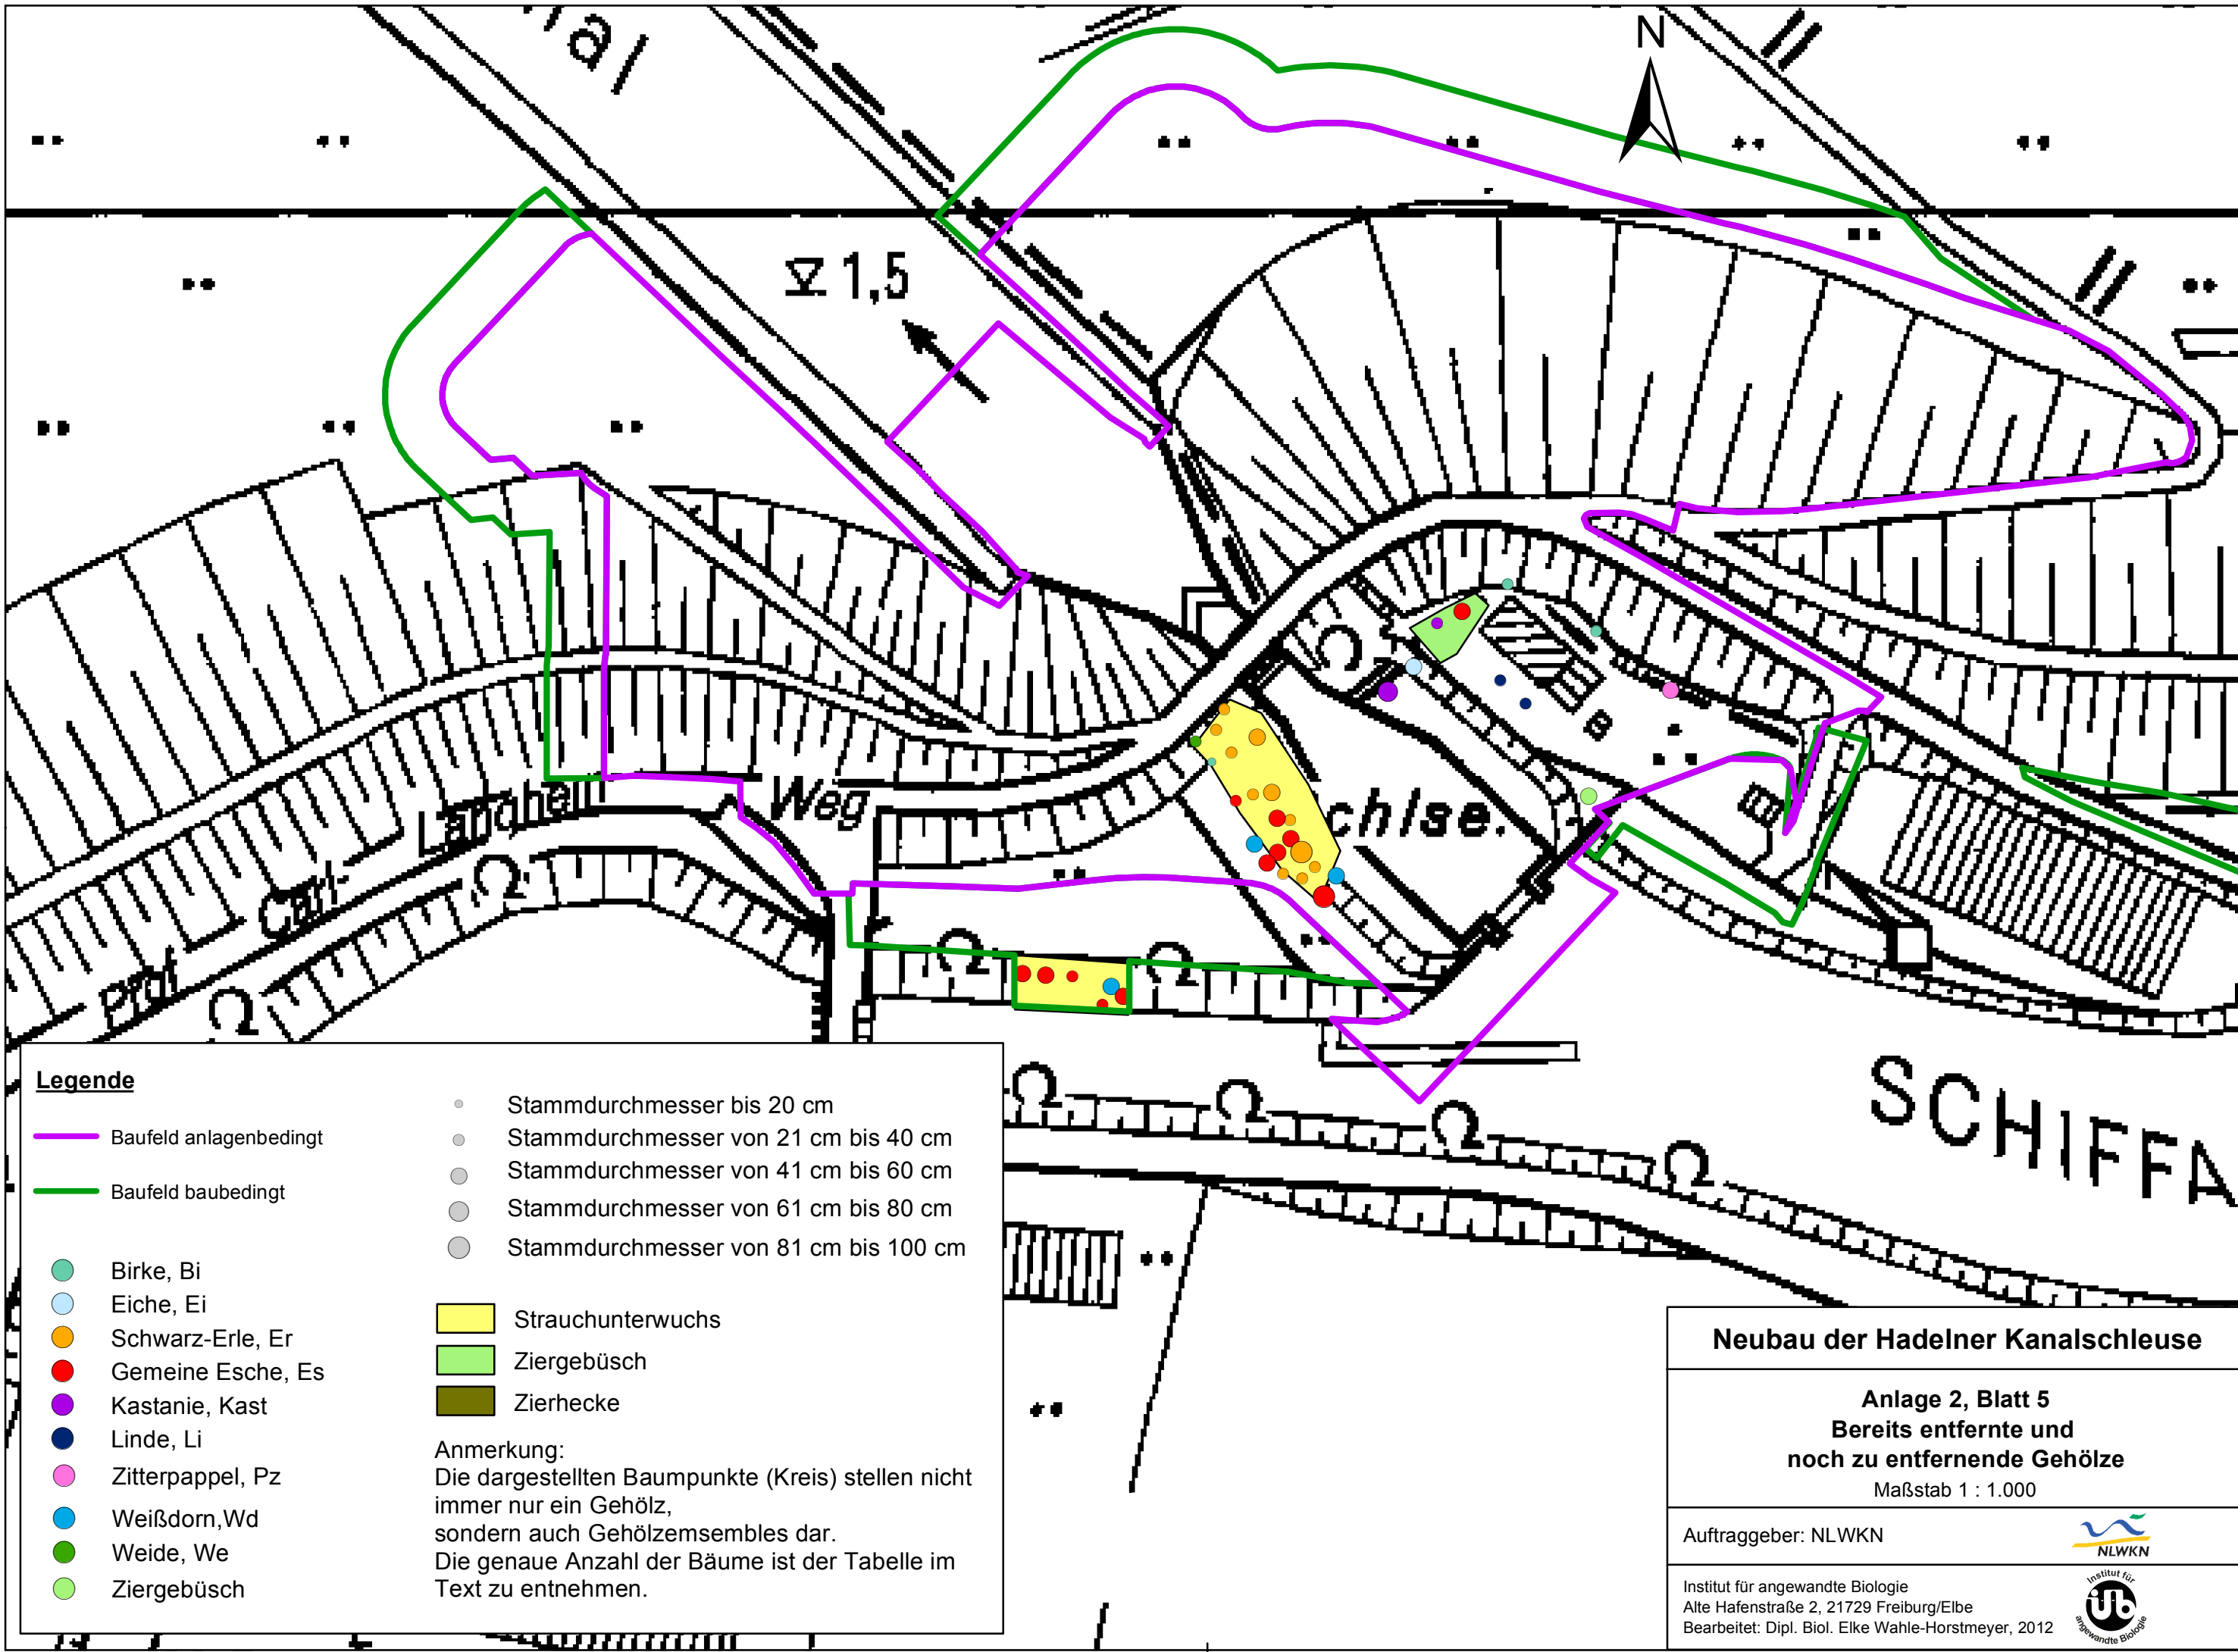 nal
N
1,5
Weg
Langhein
Carl-
Prof.
chlse.
SCHIFFA
Legende
Baufeld anlagenbedingt
Baufeld baubedingt
Birke, Bi
Eiche, Ei
Schwarz-Erle, Er
Gemeine Esche, Es
Kastanie, Kast
Linde, Li
Zitterpappel, Pz
Weißdorn,Wd
Weide, We
Ziergebüsch
Stammdurchmesser bis 20 cm
Stammdurchmesser von 21 cm bis 40 cm
Stammdurchmesser von 41 cm bis 60 cm
Stammdurchmesser von 61 cm bis 80 cm
Stammdurchmesser von 81 cm bis 100 cm
Strauchunterwuchs
Ziergebüsch
Zierhecke
Anmerkung:
Die dargestellten Baumpunkte (Kreis) stellen nicht
immer nur ein Gehölz,
sondern auch Gehölzemsembles dar.
Die genaue Anzahl der Bäume ist der Tabelle im
Text zu entnehmen.
Neubau der Hadelner Kanalschleuse
Anlage 2, Blatt 5
Bereits entfernte und
noch zu entfernende Gehölze
Maßstab 1 : 1.000
Auftraggeber: NLWKN
NLWKN
Institut für angewandte Biologie
Alte Hafenstraße 2, 21729 Freiburg/Elbe
Bearbeitet: Dipl. Biol. Elke Wahle-Horstmeyer, 2012
Institut für
angewandte Biologie